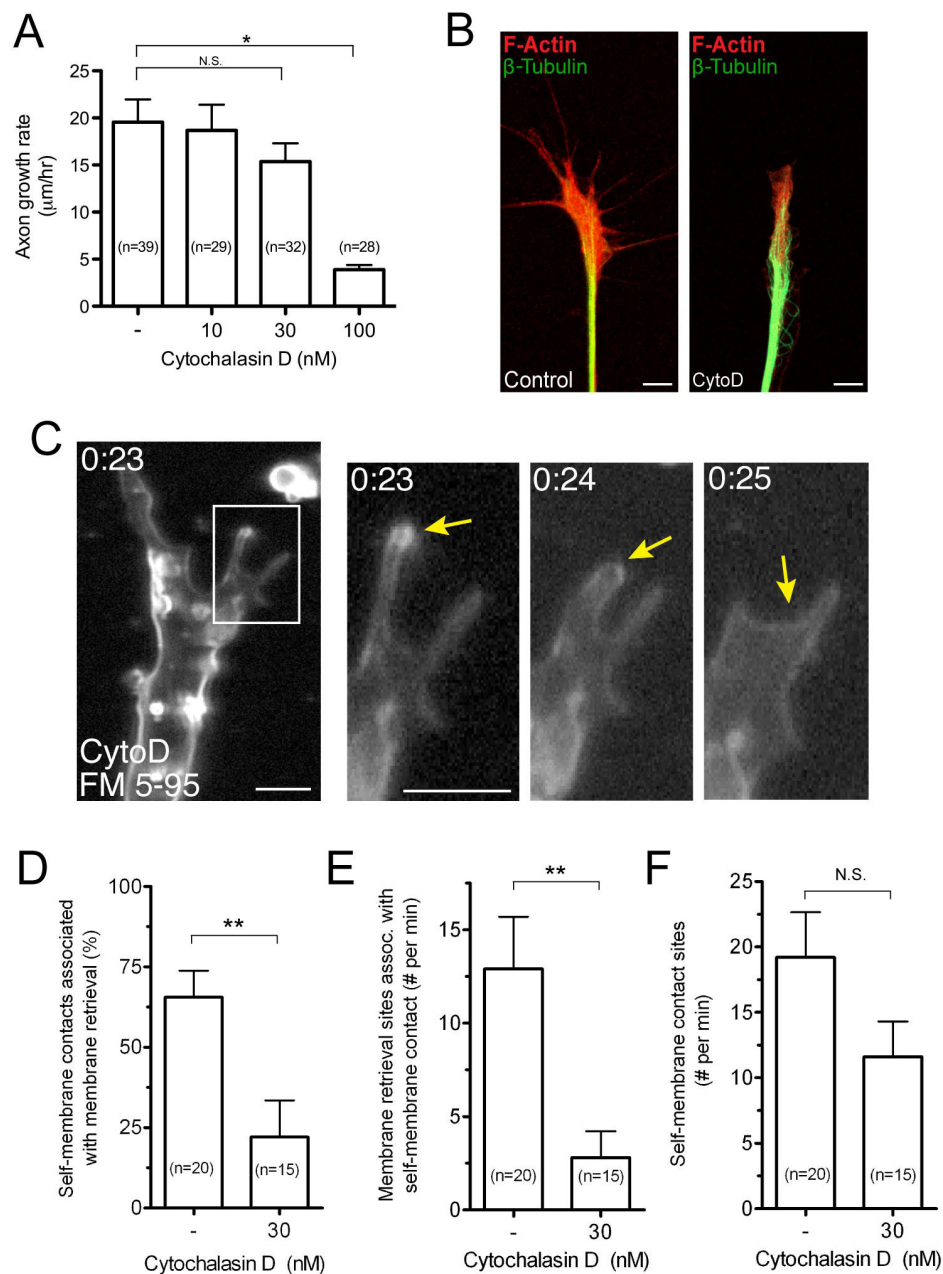 A
*
N.S.
Axon growth rate
(μm/hr)
25
20
15
10
5
0
(n=39)
(n=29)
(n=32)
(n=28)
-
10
30
100
Cytochalasin D (nM)
B
F-Actin
β-Tubulin
Control
F-Actin
β-Tubulin
CytoD
C
0:23
CytoD
FM 5-95
0:23
0:24
0:25
D
Self-membrane contacts associated
with membrane retrieval (%)
100
75
50
25
0
**
(n=20)
(n=15)
-
30
Cytochalasin D (nM)
E
Membrane retrieval sites assoc. with
self-membrane contact (# per min)
15
10
5
0
**
(n=20)
(n=15)
-
30
Cytochalasin D (nM)
F
Self-membrane contact sites
(# per min)
25
20
15
10
5
0
N.S.
(n=20)
(n=15)
-
30
Cytochalasin D (nM)